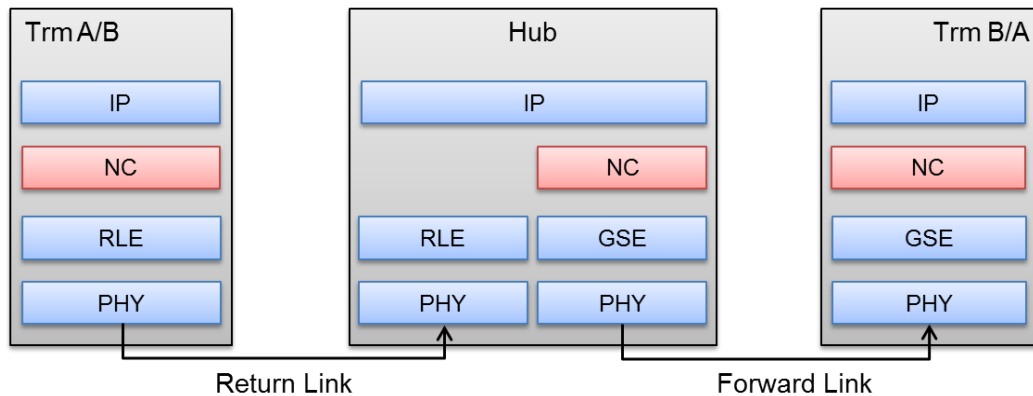 Trm A/B
IP
NC
RLE
PHY
Hub
IP
NC
RLE GSE
PHY PHY
Trm B/A
IP
NC
GSE
PHY
Return Link
Forward Link